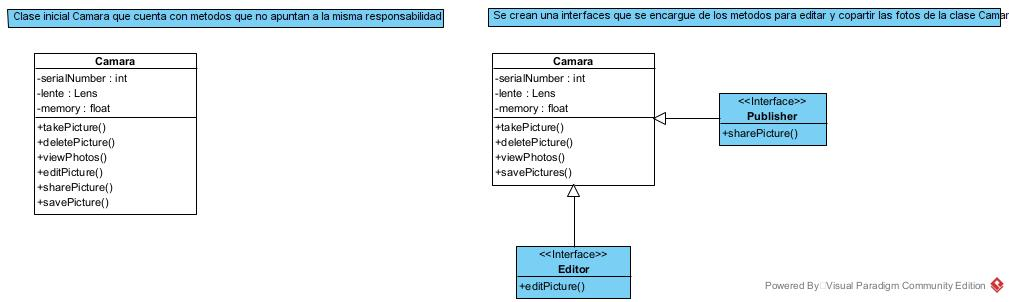 Clase inicial Camara que cuenta con metodos que no apuntan a la misma responsabilidad
Camara
-serialNumber : int
-lente : Lens
-memory : float
+takePicture()
+deletePicture()
+viewPhotos()
+editPicture()
+sharePicture()
+savePicture()
Se crean una interfaces que se encargue de los metodos para editar y copartir las fotos de la clase Camar
Camara
-serialNumber : int
-lente : Lens
-memory : float
+takePicture()
+deletePicture()
+viewPhotos()
+savePictures()
<<Interface>>
Publisher
+sharePicture()
<<Interface>>
Editor
+editPicture()
Powered By Visual Paradigm Community Edition